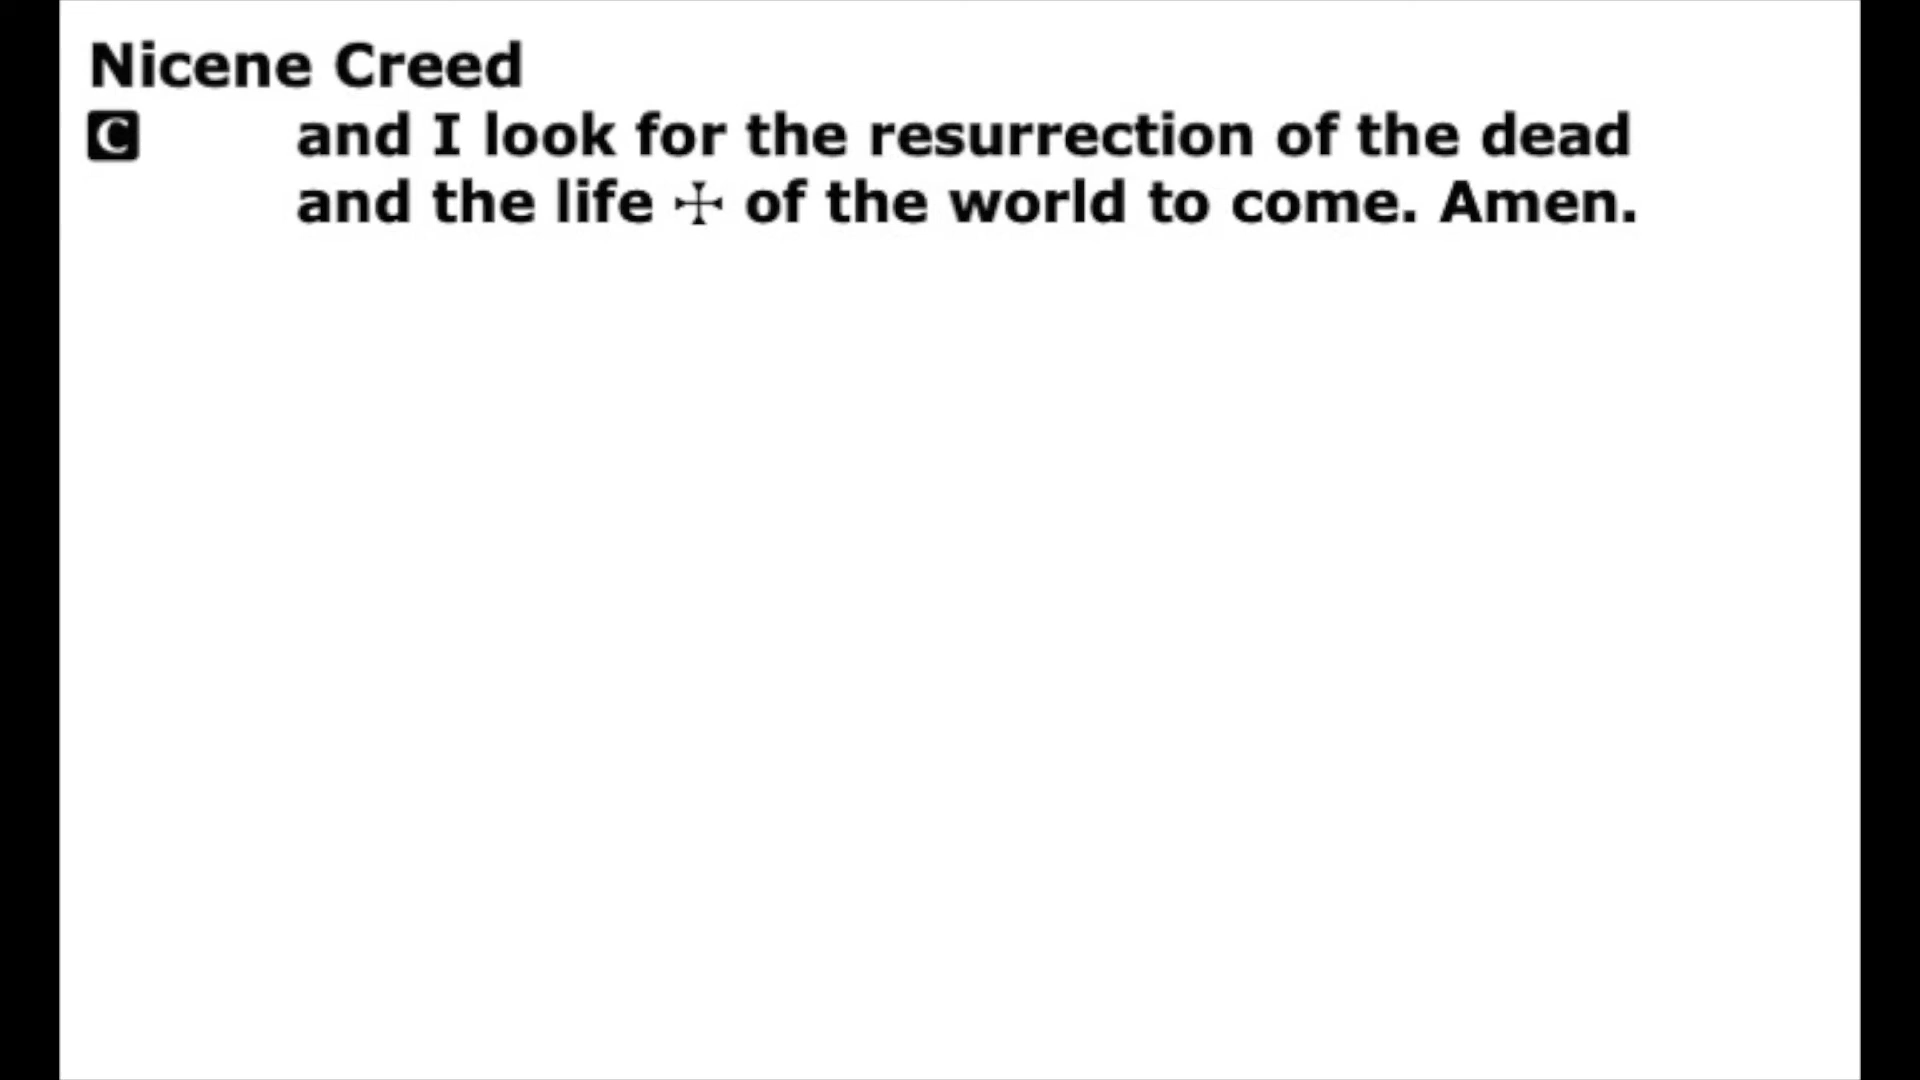 Nicene Creed
C and I look for the resurrection of the dead
and the life ☩ of the world to come. Amen.